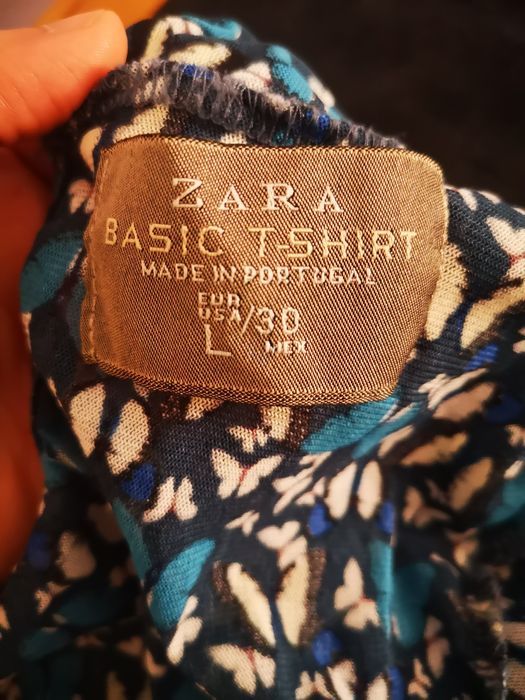 ZARA
BASIC T-SHIRT
MADE IN PORTUGAL
EUR
USA /30
L MEX